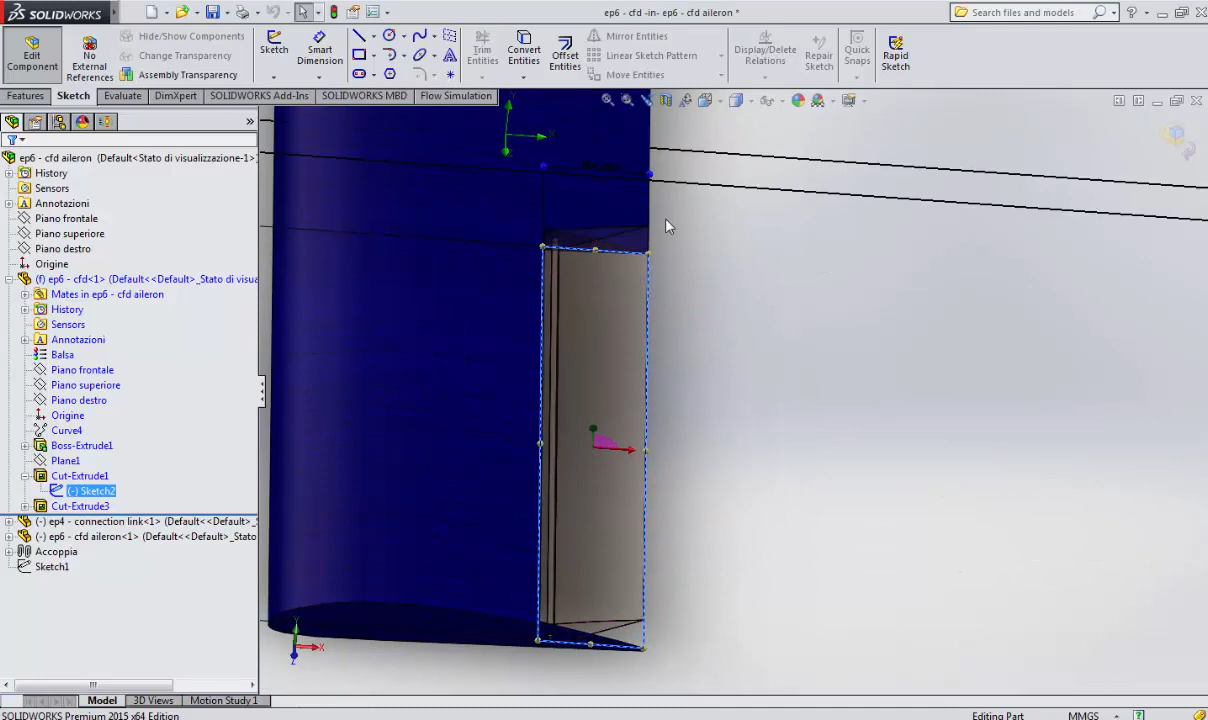 SOLIDWORKS
ep6 - cfd -in- ep6 - cfd aileron *
Search files and models
Edit Component
No External References
Hide/Show Components
Change Transparency
Assembly Transparency
Sketch
Smart Dimension
Trim Entities
Convert Entities
Offset Entities
Mirror Entities
Linear Sketch Pattern
Move Entities
Display/Delete Relations
Repair Sketch
Quick Snaps
Rapid Sketch
Features
Sketch
Evaluate
DimXpert
SOLIDWORKS Add-Ins
SOLIDWORKS MBD
Flow Simulation
ep6 - cfd aileron (Default<Stato di visualizzazione-1>)
History
Sensors
Annotazioni
Piano frontale
Piano superiore
Piano destro
Origine
(f) ep6 - cfd<1> (Default<<Default>_Stato di visua
Mates in ep6 - cfd aileron
History
Sensors
Annotazioni
Balsa
Piano frontale
Piano superiore
Piano destro
Origine
Curve4
Boss-Extrude1
Plane1
Cut-Extrude1
(-) Sketch2
Cut-Extrude3
(-) ep4 - connection link<1> (Default<<Default>_
(-) ep6 - cfd aileron<1> (Default<<Default>_Stato
Accoppia
Sketch1
Y
X
Z
Model
3D Views
Motion Study 1
SOLIDWORKS Premium 2015 x64 Edition
Editing Part
MMGS